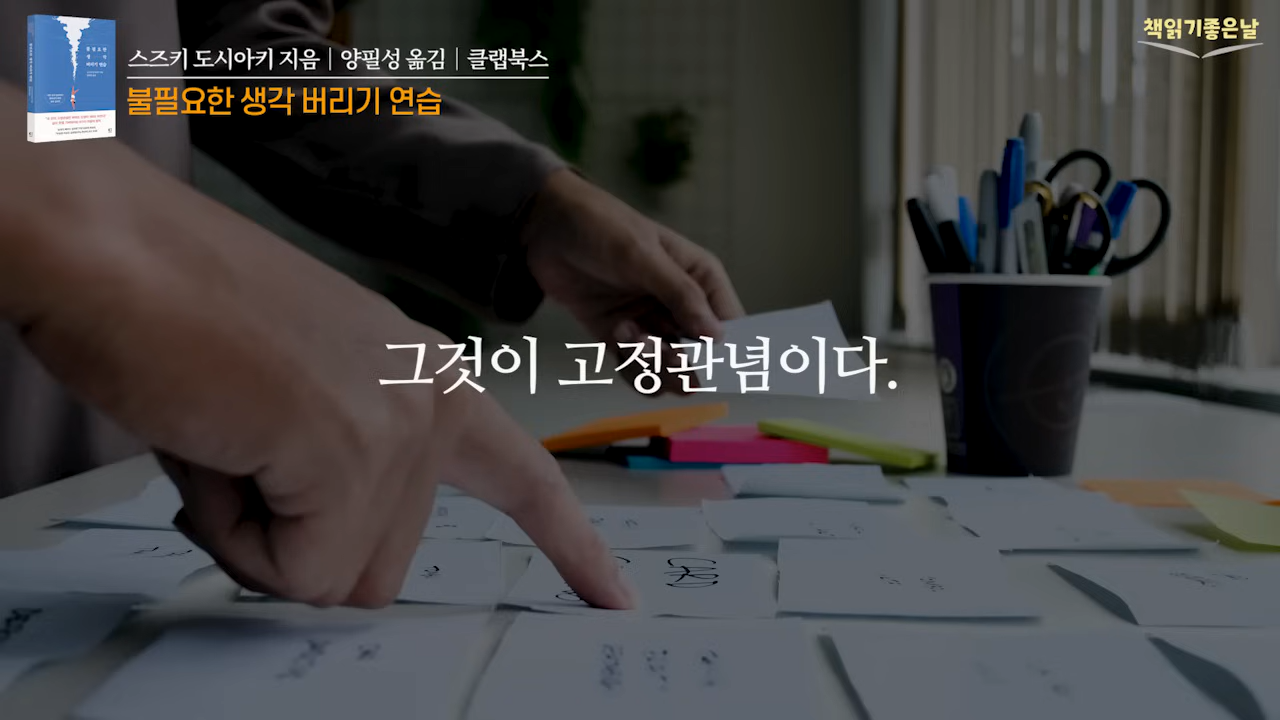 스즈키 도시아키 지음 | 양필성 옮김 | 클랩북스
불필요한 생각 버리기 연습
책읽기좋은날
그것이 고정관념이다.